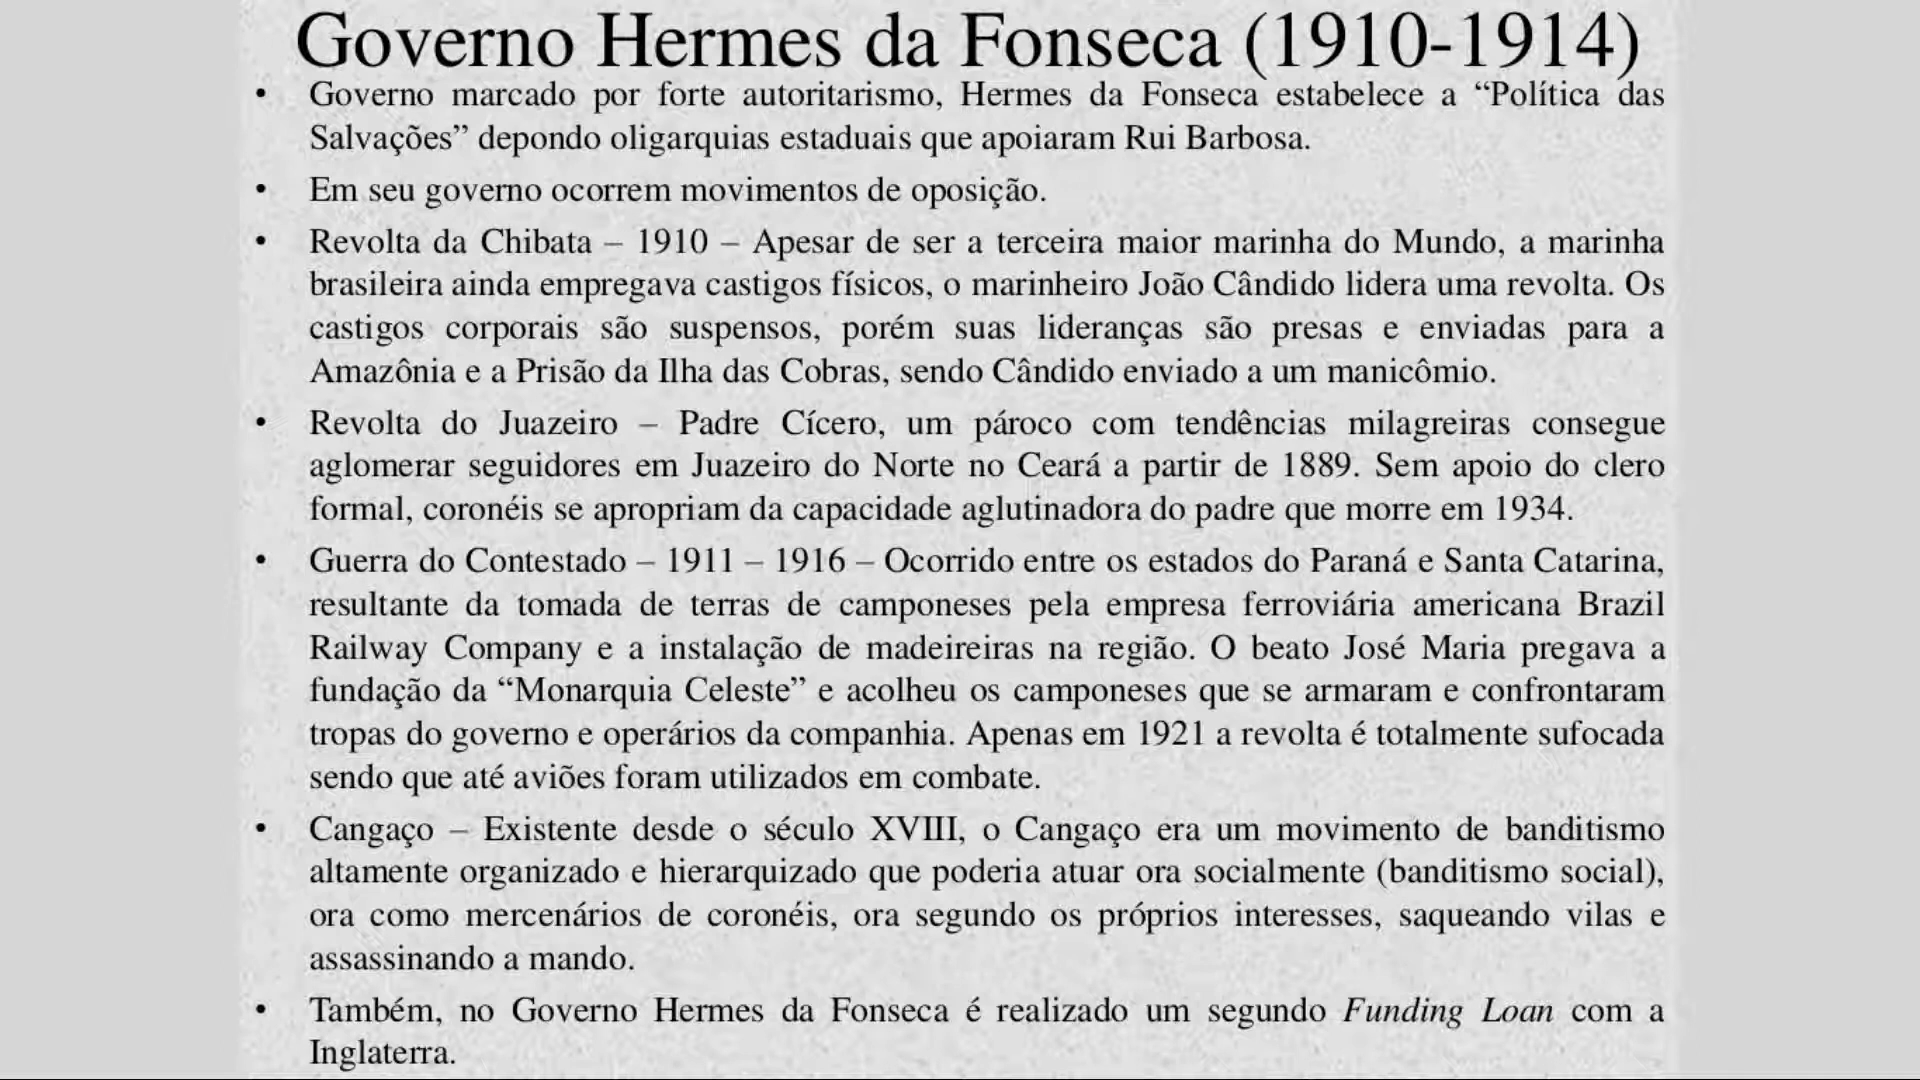 Governo Hermes da Fonseca (1910-1914)
• Governo marcado por forte autoritarismo, Hermes da Fonseca estabelece a “Política das
Salvações” depondo oligarquias estaduais que apoiaram Rui Barbosa.
• Em seu governo ocorrem movimentos de oposição.
• Revolta da Chibata – 1910 – Apesar de ser a terceira maior marinha do Mundo, a marinha
brasileira ainda empregava castigos físicos, o marinheiro João Cândido lidera uma revolta. Os
castigos corporais são suspensos, porém suas lideranças são presas e enviadas para a
Amazônia e a Prisão da Ilha das Cobras, sendo Cândido enviado a um manicômio.
• Revolta do Juazeiro – Padre Cícero, um pároco com tendências milagreiras consegue
aglomerar seguidores em Juazeiro do Norte no Ceará a partir de 1889. Sem apoio do clero
formal, coronéis se apropriam da capacidade aglutinadora do padre que morre em 1934.
• Guerra do Contestado – 1911 – 1916 – Ocorrido entre os estados do Paraná e Santa Catarina,
resultante da tomada de terras de camponeses pela empresa ferroviária americana Brazil
Railway Company e a instalação de madeireiras na região. O beato José Maria pregava a
fundação da “Monarquia Celeste” e acolheu os camponeses que se armaram e confrontaram
tropas do governo e operários da companhia. Apenas em 1921 a revolta é totalmente sufocada
sendo que até aviões foram utilizados em combate.
• Cangaço – Existente desde o século XVIII, o Cangaço era um movimento de banditismo
altamente organizado e hierarquizado que poderia atuar ora socialmente (banditismo social),
ora como mercenários de coronéis, ora segundo os próprios interesses, saqueando vilas e
assassinando a mando.
• Também, no Governo Hermes da Fonseca é realizado um segundo Funding Loan com a
Inglaterra.